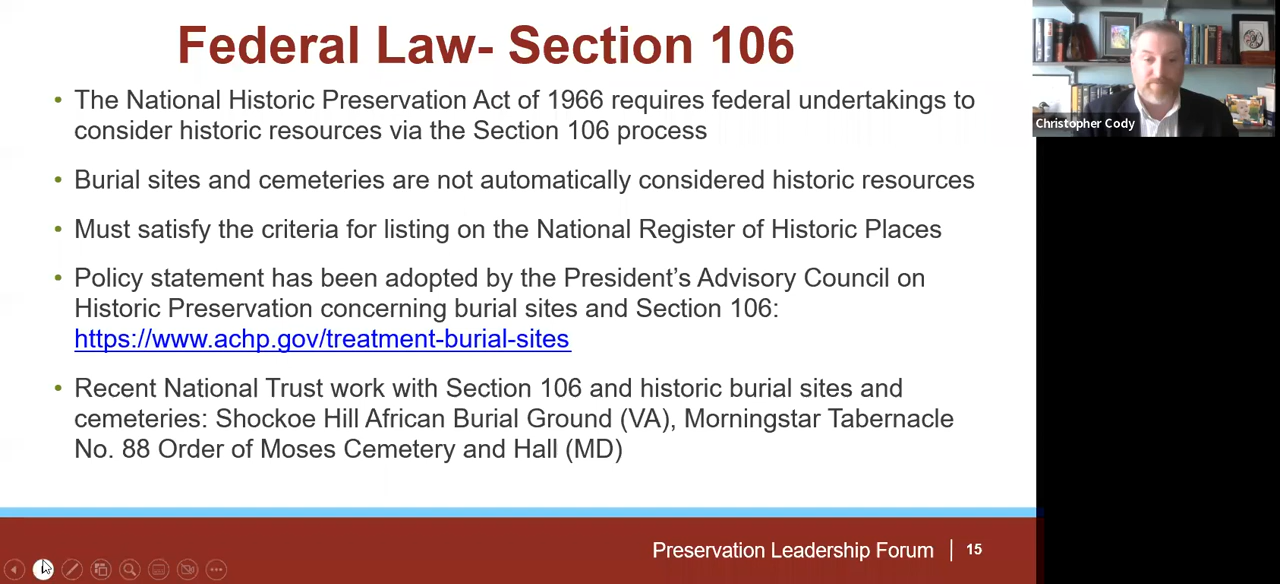 Federal Law- Section 106
• The National Historic Preservation Act of 1966 requires federal undertakings to
consider historic resources via the Section 106 process
• Burial sites and cemeteries are not automatically considered historic resources
• Must satisfy the criteria for listing on the National Register of Historic Places
• Policy statement has been adopted by the President’s Advisory Council on
Historic Preservation concerning burial sites and Section 106:
https://www.achp.gov/treatment-burial-sites
• Recent National Trust work with Section 106 and historic burial sites and
cemeteries: Shockoe Hill African Burial Ground (VA), Morningstar Tabernacle
No. 88 Order of Moses Cemetery and Hall (MD)
Preservation Leadership Forum | 15
Christopher Cody